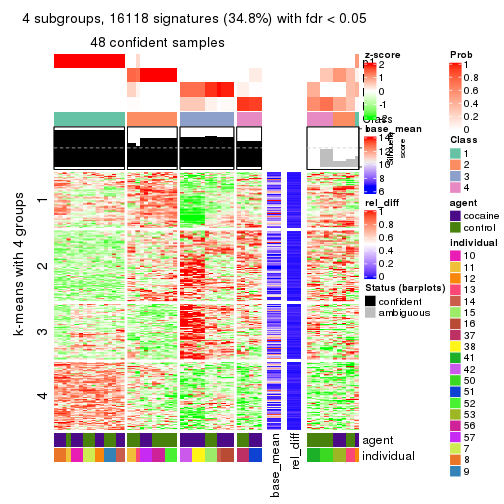 4 subgroups, 16118 signatures (34.8%) with fdr < 0.05
48 confident samples
k-means with 4 groups
1
2
3
4
Class
silhouette
score
agent
individual
base_mean
rel_diff
z-score
2
1
0
-1
-2
base_mean
14
12
10
8
6
rel_diff
1
0.8
0.6
0.4
0.2
0
Status (barplots)
confident
ambiguous
Prob
1
0.8
0.6
0.4
0.2
0
Class
1
2
3
4
agent
cocaine
control
individual
10
11
12
13
14
15
16
37
38
41
42
50
51
52
53
56
57
7
8
9